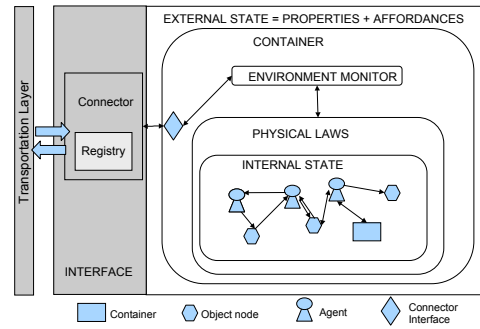 EXTERNAL STATE = PROPERTIES + AFFORDANCES
CONTAINER
ENVIRONMENT MONITOR
Transportation Layer
Connector
Registry
PHYSICAL LAWS
INTERNAL STATE
INTERFACE
Container
Object node
Agent
Connector
Interface